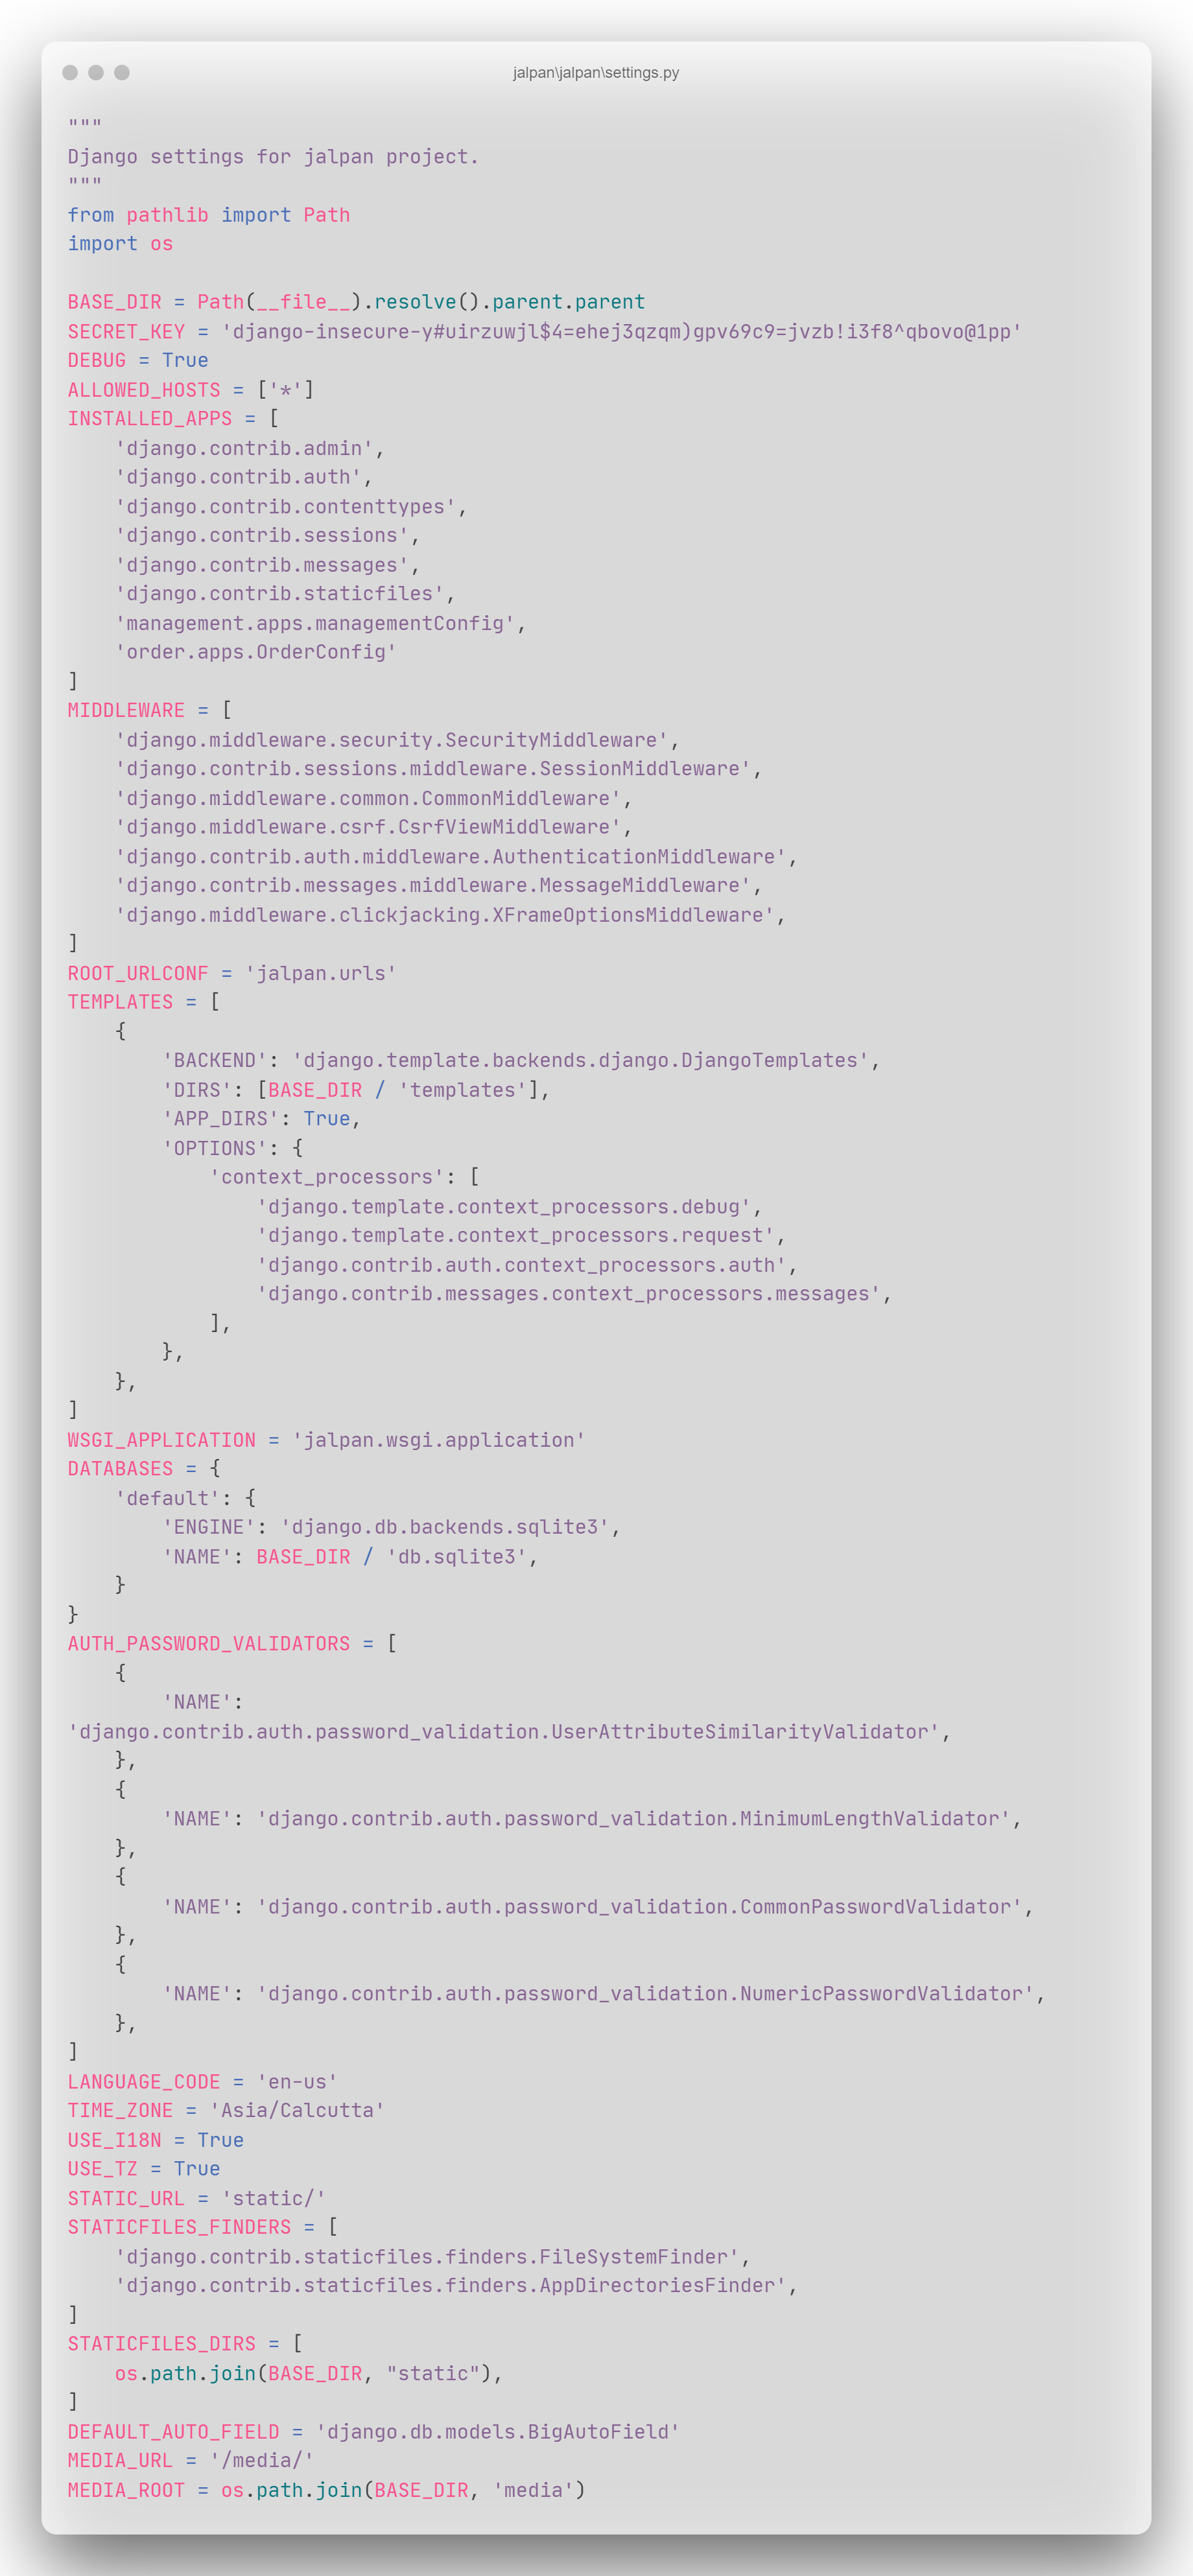 jalpan\jalpan\settings.py
"""
Django settings for jalpan project.
"""
from pathlib import Path
import os

BASE_DIR = Path(__file__).resolve().parent.parent
SECRET_KEY = 'django-insecure-y#uirzuwjl$4=ehej3qzqm)gpv69c9=jvzb!i3f8^qbovo@1pp'
DEBUG = True
ALLOWED_HOSTS = ['*']
INSTALLED_APPS = [
    'django.contrib.admin',
    'django.contrib.auth',
    'django.contrib.contenttypes',
    'django.contrib.sessions',
    'django.contrib.messages',
    'django.contrib.staticfiles',
    'management.apps.managementConfig',
    'order.apps.OrderConfig'
]
MIDDLEWARE = [
    'django.middleware.security.SecurityMiddleware',
    'django.contrib.sessions.middleware.SessionMiddleware',
    'django.middleware.common.CommonMiddleware',
    'django.middleware.csrf.CsrfViewMiddleware',
    'django.contrib.auth.middleware.AuthenticationMiddleware',
    'django.contrib.messages.middleware.MessageMiddleware',
    'django.middleware.clickjacking.XFrameOptionsMiddleware',
]
ROOT_URLCONF = 'jalpan.urls'
TEMPLATES = [
    {
        'BACKEND': 'django.template.backends.django.DjangoTemplates',
        'DIRS': [BASE_DIR / 'templates'],
        'APP_DIRS': True,
        'OPTIONS': {
            'context_processors': [
                'django.template.context_processors.debug',
                'django.template.context_processors.request',
                'django.contrib.auth.context_processors.auth',
                'django.contrib.messages.context_processors.messages',
            ],
        },
    },
]
WSGI_APPLICATION = 'jalpan.wsgi.application'
DATABASES = {
    'default': {
        'ENGINE': 'django.db.backends.sqlite3',
        'NAME': BASE_DIR / 'db.sqlite3',
    }
}
AUTH_PASSWORD_VALIDATORS = [
    {
        'NAME':
'django.contrib.auth.password_validation.UserAttributeSimilarityValidator',
    },
    {
        'NAME': 'django.contrib.auth.password_validation.MinimumLengthValidator',
    },
    {
        'NAME': 'django.contrib.auth.password_validation.CommonPasswordValidator',
    },
    {
        'NAME': 'django.contrib.auth.password_validation.NumericPasswordValidator',
    },
]
LANGUAGE_CODE = 'en-us'
TIME_ZONE = 'Asia/Calcutta'
USE_I18N = True
USE_TZ = True
STATIC_URL = 'static/'
STATICFILES_FINDERS = [
    'django.contrib.staticfiles.finders.FileSystemFinder',
    'django.contrib.staticfiles.finders.AppDirectoriesFinder',
]
STATICFILES_DIRS = [
    os.path.join(BASE_DIR, "static"),
]
DEFAULT_AUTO_FIELD = 'django.db.models.BigAutoField'
MEDIA_URL = '/media/'
MEDIA_ROOT = os.path.join(BASE_DIR, 'media')